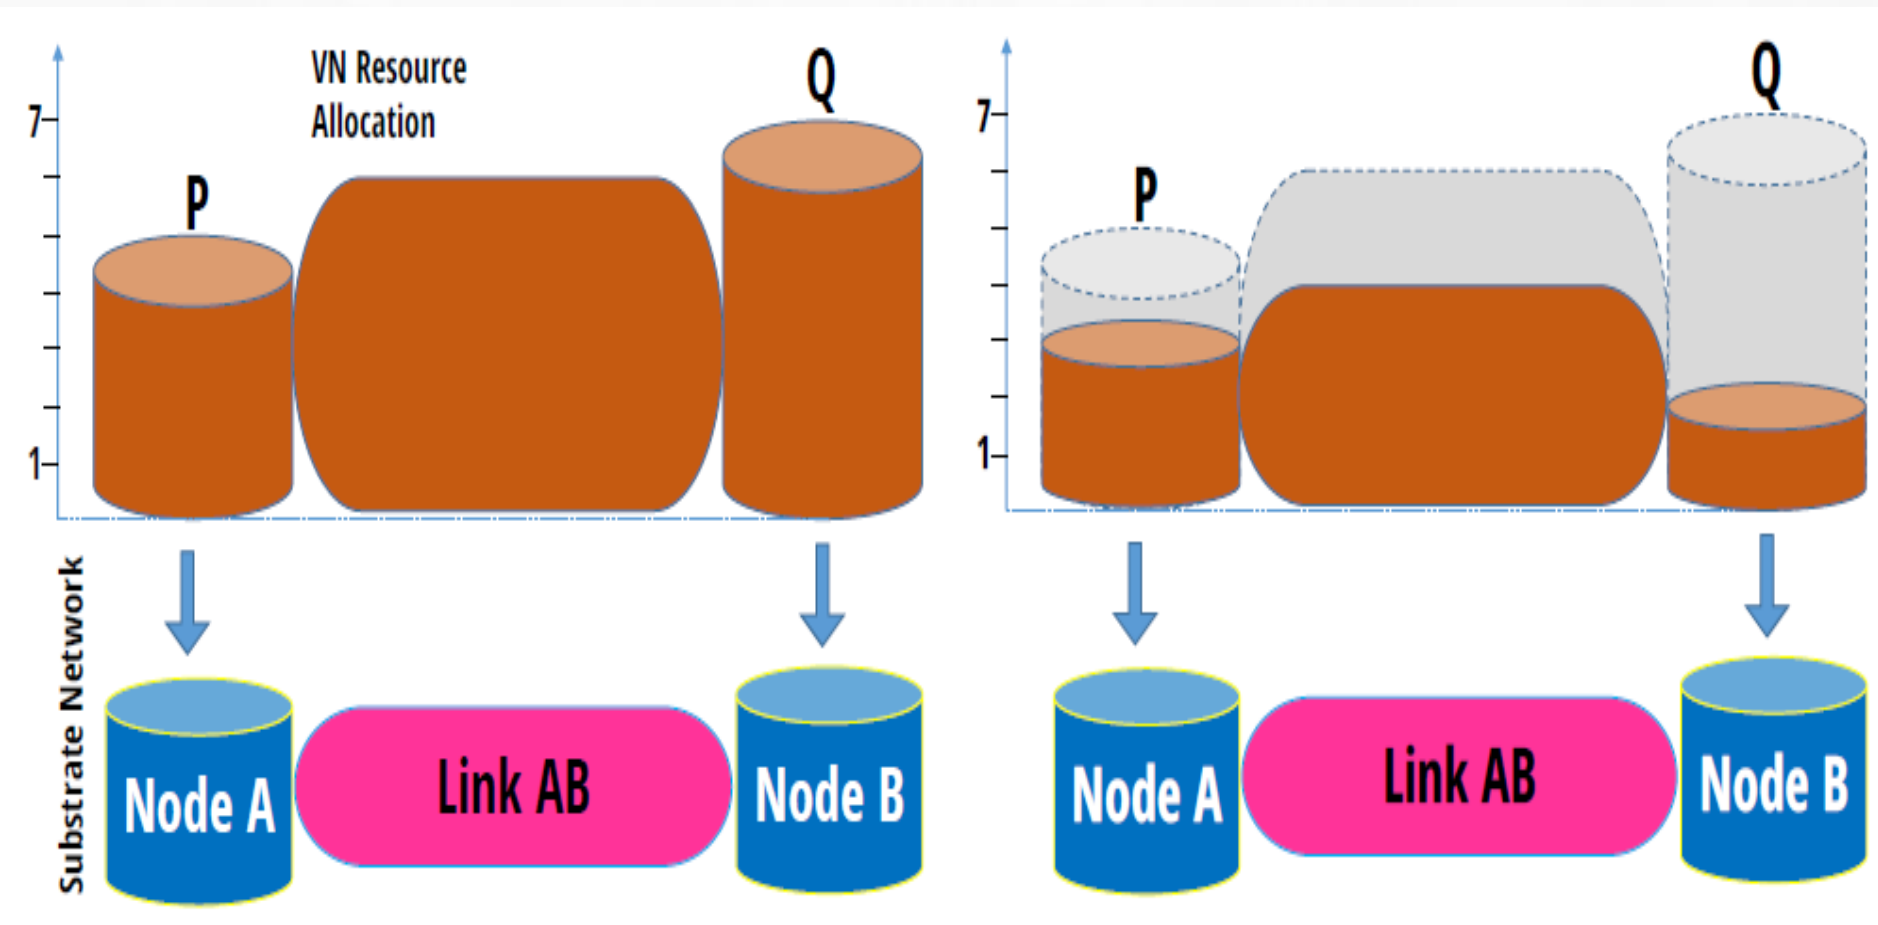 VN Resource
Allocation
Q
7
P
1
Q
7
P
1
Substrate Network
Node A
Link AB
Node B
Node A
Link AB
Node B